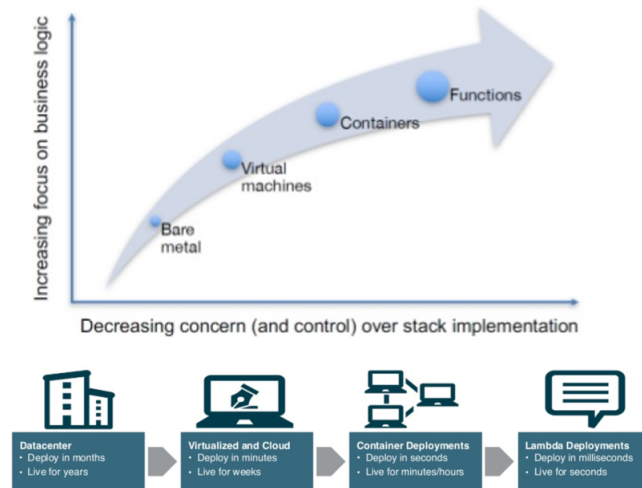 Increasing focus on business logic
Functions
Containers
Virtual
machines
Bare
metal
Decreasing concern (and control) over stack implementation
Datacenter
• Deploy in months
• Live for years
Virtualized and Cloud
• Deploy in minutes
• Live for weeks
Container Deployments
• Deploy in seconds
• Live for minutes/hours
Lambda Deployments
• Deploy in milliseconds
• Live for seconds